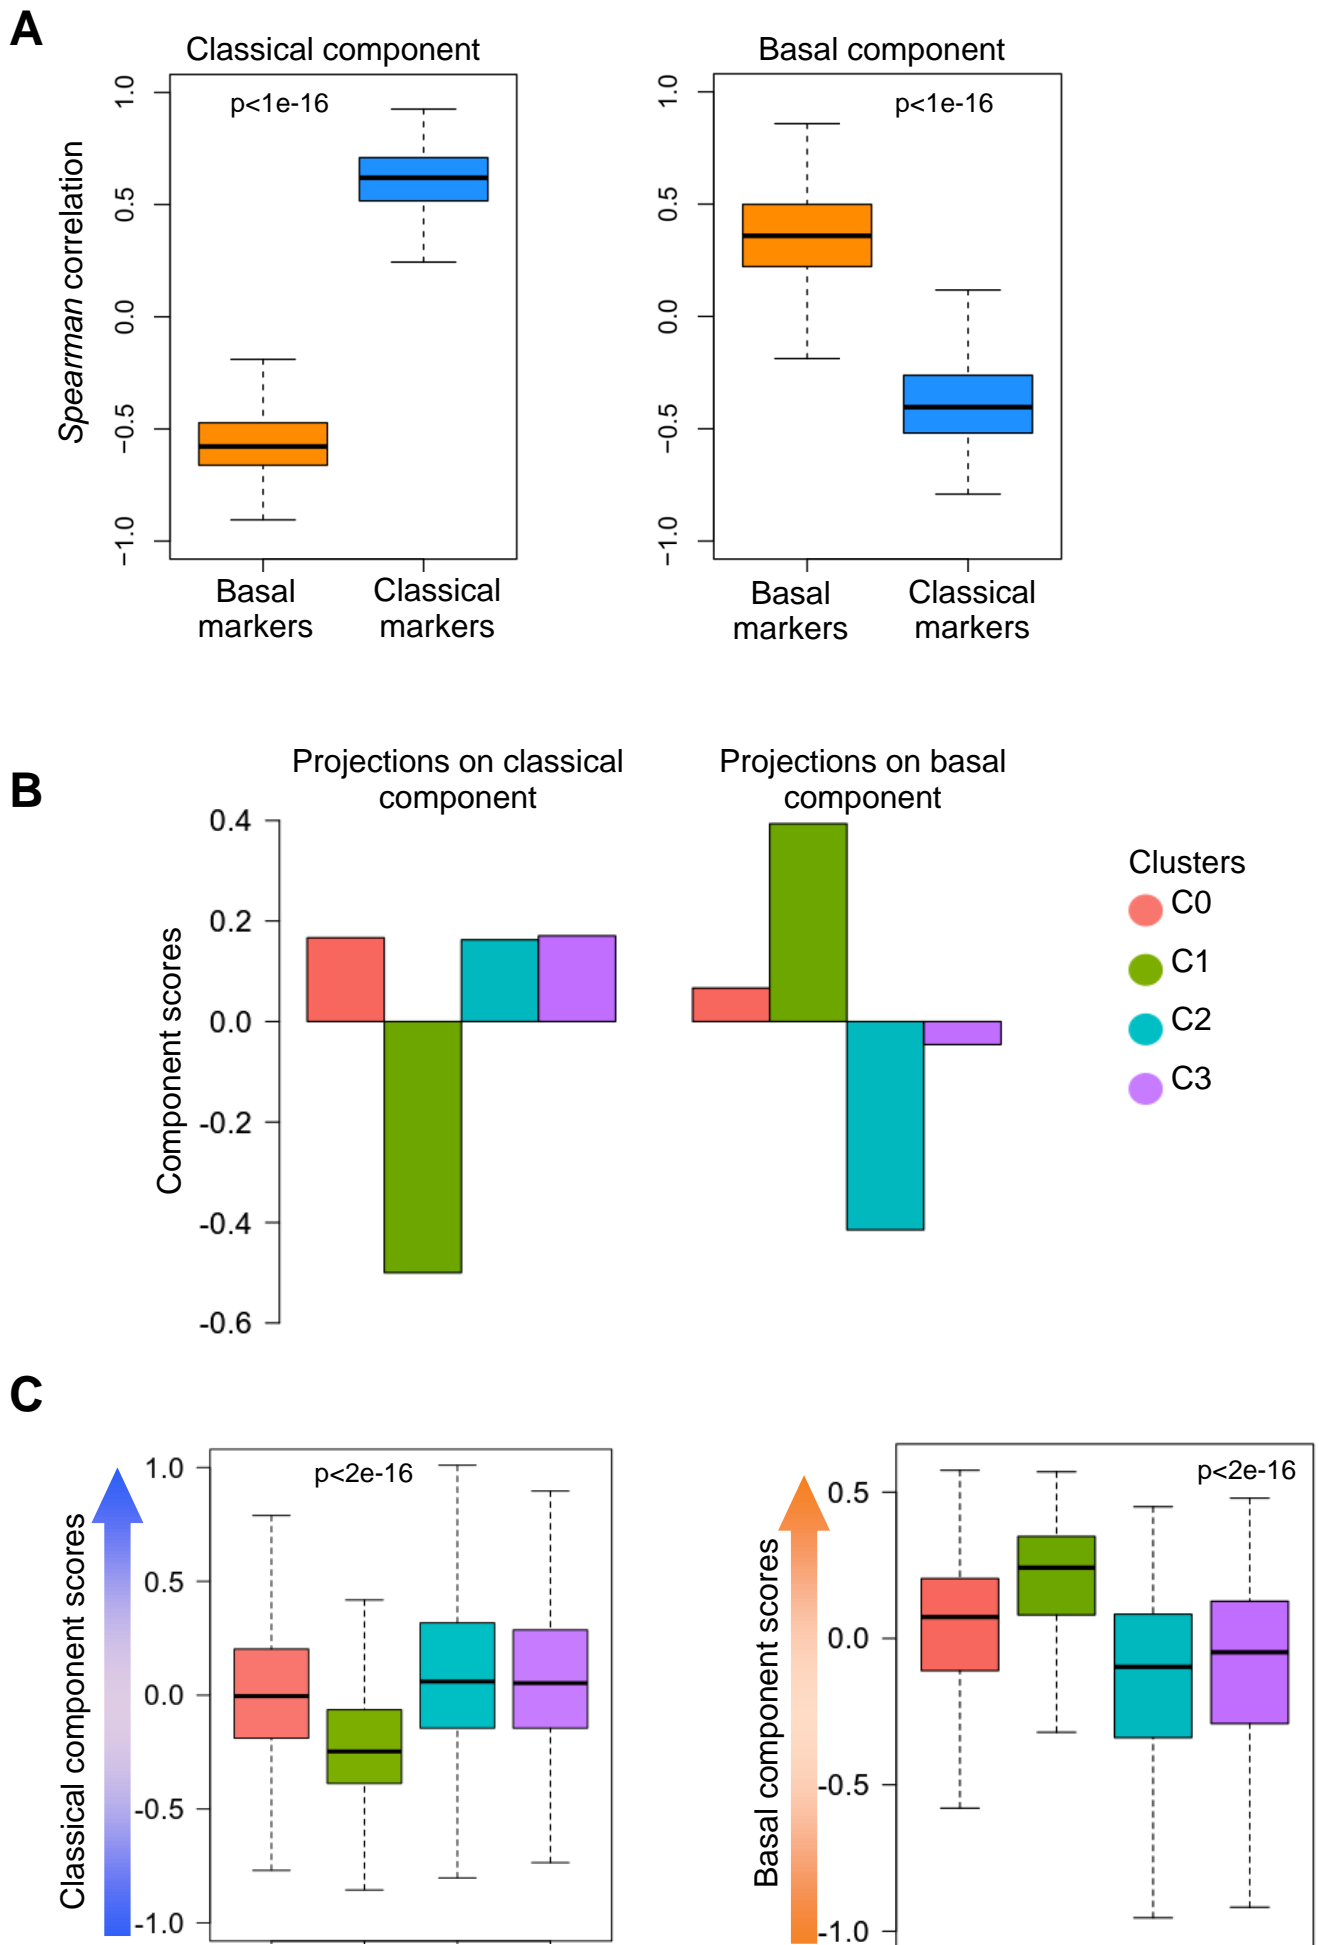 A
Classical component
Basal component
p<1e-16
p<1e-16
Spearman correlation
1.0
0.5
0.0
−0.5
−1.0
1.0
0.5
0.0
−0.5
−1.0
Basal
markers
Classical
markers
Basal
markers
Classical
markers
B
Projections on classical
component
Projections on basal
component
Component scores
0.4
0.2
0.0
-0.2
-0.4
-0.6
Clusters
C0
C1
C2
C3
C
Classical component scores
1.0
0.5
0.0
-0.5
-1.0
p<2e-16
Basal component scores
0.5
0.0
-0.5
-1.0
p<2e-16